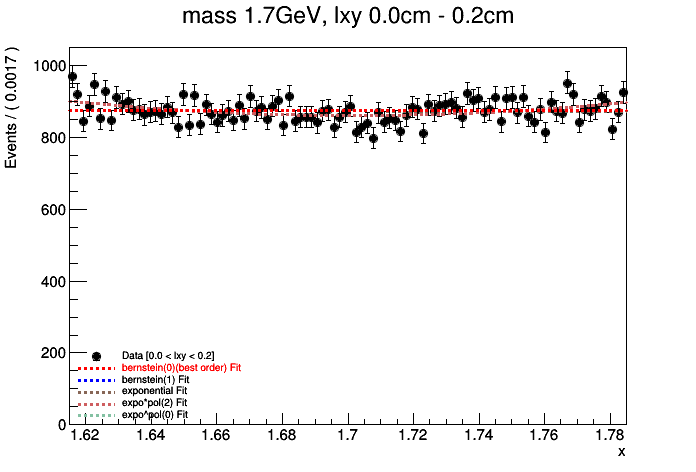 mass 1.7GeV, lxy 0.0cm - 0.2cm
Events / ( 0.0017 )
1000
800
600
400
200
0
Data [0.0 < lxy < 0.2]
bernstein(0)(best order) Fit
bernstein(1) Fit
exponential Fit
expo*pol(2) Fit
expo^pol(0) Fit
1.62 1.64 1.66 1.68 1.7 1.72 1.74 1.76 1.78
x